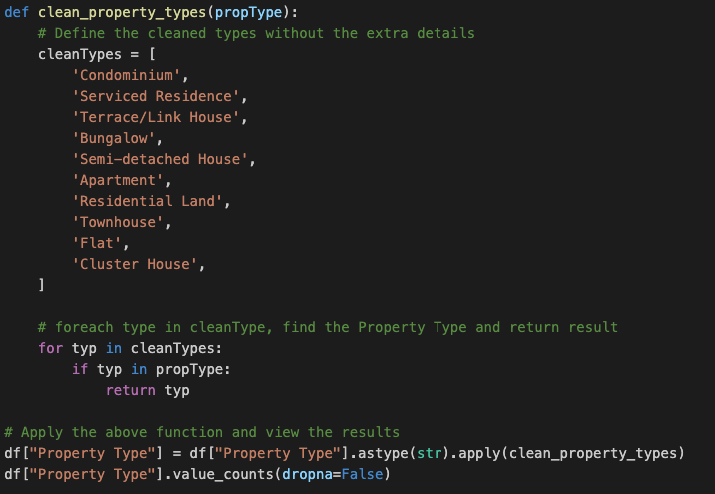 def clean_property_types(propType):
    # Define the cleaned types without the extra details
    cleanTypes = [
        'Condominium',
        'Serviced Residence',
        'Terrace/Link House',
        'Bungalow',
        'Semi-detached House',
        'Apartment',
        'Residential Land',
        'Townhouse',
        'Flat',
        'Cluster House',
    ]

    # foreach type in cleanType, find the Property Type and return result
    for typ in cleanTypes:
        if typ in propType:
            return typ

# Apply the above function and view the results
df["Property Type"] = df["Property Type"].astype(str).apply(clean_property_types)
df["Property Type"].value_counts(dropna=False)